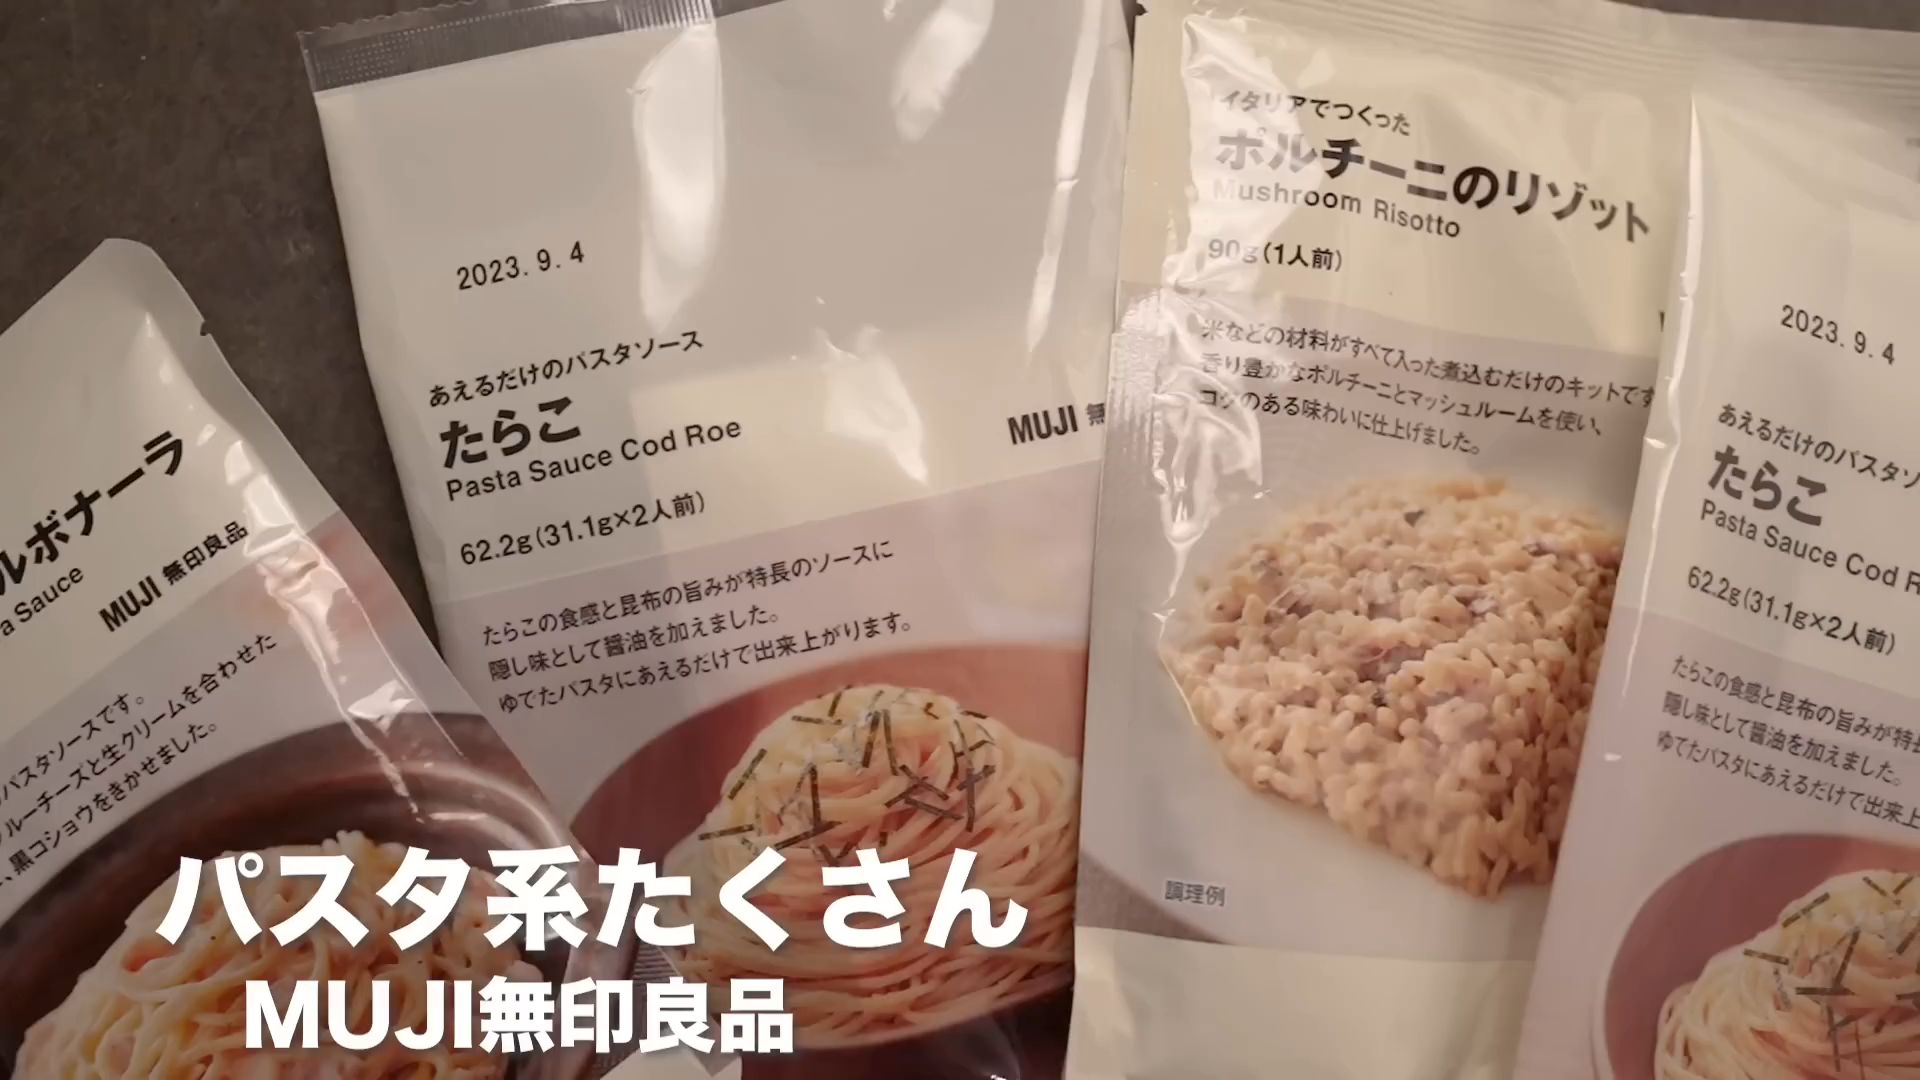 ルボナーラ
a Sauce
MUJI 無印良品
パスタソースです。
ルーチーズと生クリームを合わせた
、黒コショウをきかせました。
2023.9.4
あえるだけのパスタソース
たらこ
Pasta Sauce Cod Roe
62.2g(31.1g×2人前)
MUJI 無
たらこの食感と昆布の旨みが特長のソースに
隠し味として醤油を加えました。
ゆでたパスタにあえるだけで出来上がります。
イタリアでつくった
ポルチーニのリゾット
Mushroom Risotto
90g(1人前)
米などの材料がすべて入った煮込むだけのキットです
香り豊かなポルチーニとマッシュルームを使い、
コクのある味わいに仕上げました。
調理例
2023.9.4
あえるだけのパスタソ
たらこ
Pasta Sauce Cod R
62.2g(31.1g×2人前)
たらこの食感と昆布の旨みが特長
隠し味として醤油を加えました。
ゆでたパスタにあえるだけで出来上
パスタ系たくさん
MUJI無印良品